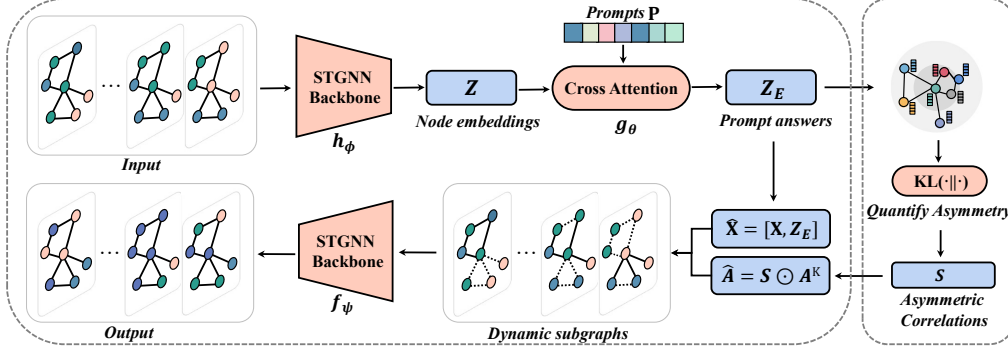 Prompts P
STGNN
Backbone
Z
Cross Attention
Z_E
Node embeddings
Prompt answers
h_ϕ
g_θ
Input
KL(·||·)
Quantify Asymmetry
STGNN
Backbone
X̂ = [X, Z_E]
Â = S ⊙ A^K
S
Asymmetric
Correlations
f_ψ
Output
Dynamic subgraphs